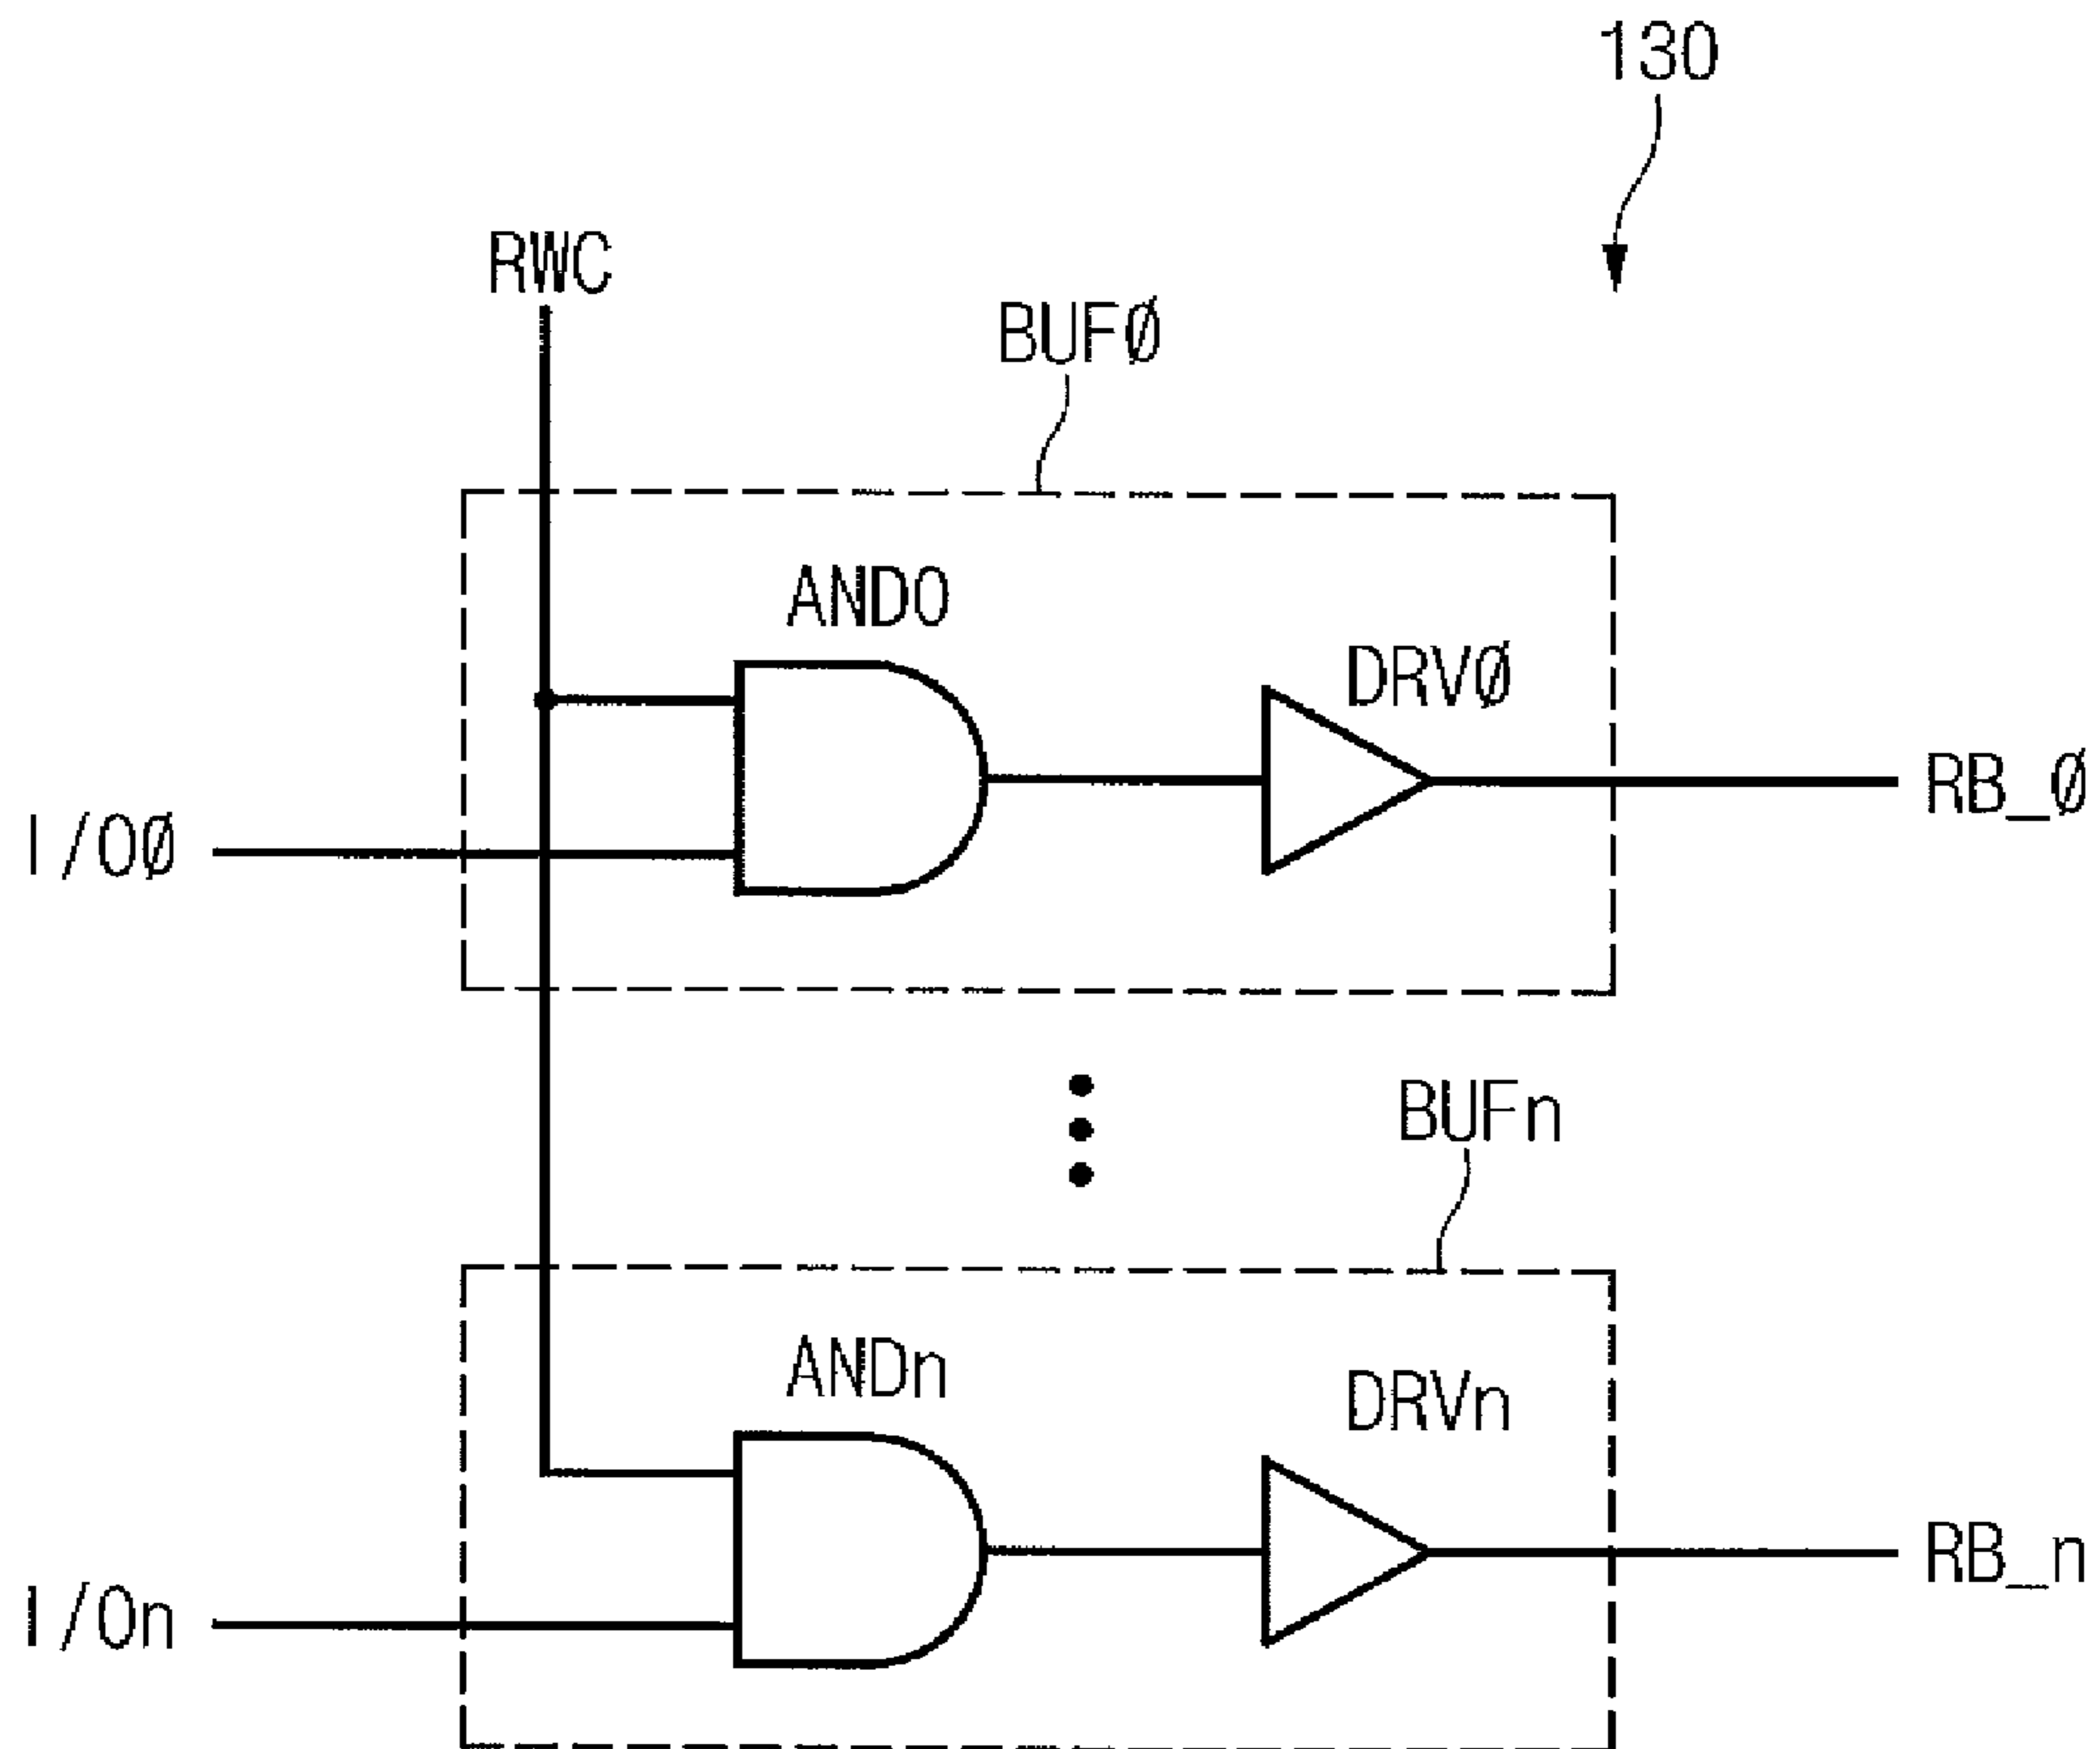 130
RWC
BUFØ
AND0
DRVØ
RB_Ø
I/OØ
BUFn
ANDn
DRVn
RB_n
I/On